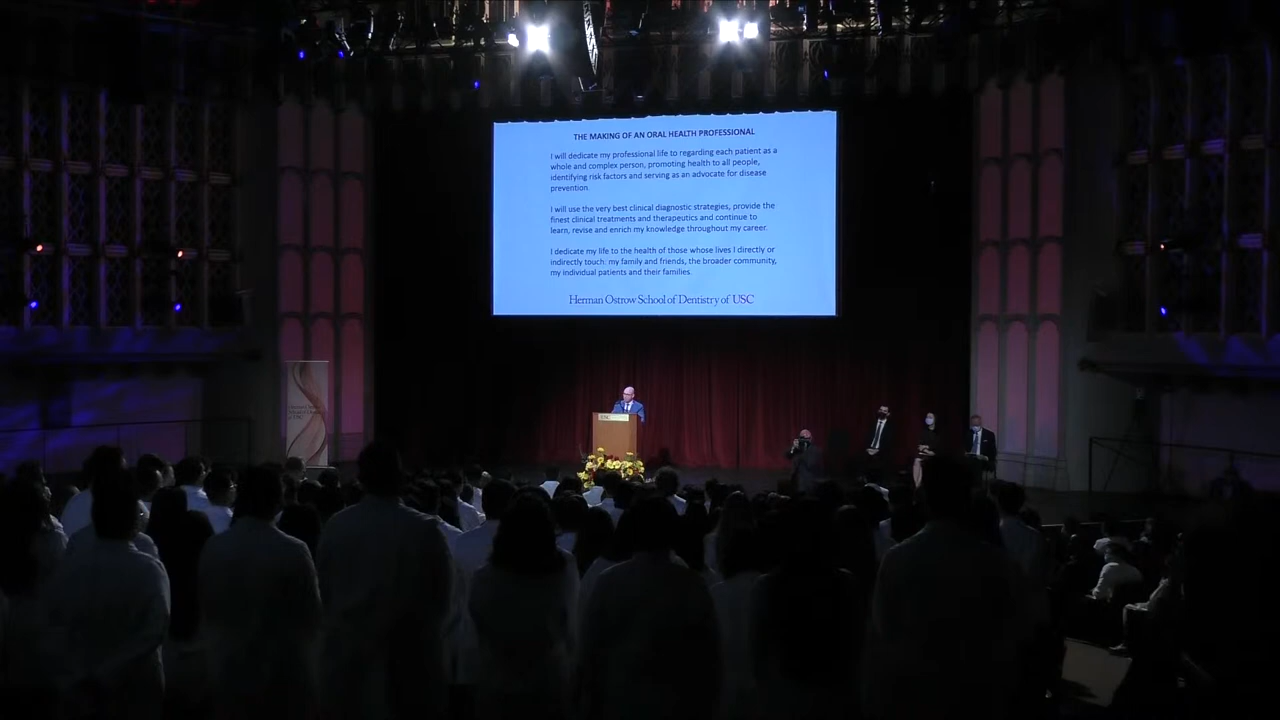 THE MAKING OF AN ORAL HEALTH PROFESSIONAL
I will dedicate my professional life to regarding each patient as a
whole and complex person, promoting health to all people,
identifying risk factors and serving as an advocate for disease
prevention.
I will use the very best clinical diagnostic strategies, provide the
finest clinical treatments and therapeutics and continue to
learn, revise and enrich my knowledge throughout my career.
I dedicate my life to the health of those whose lives I directly or
indirectly touch: my family and friends, the broader community,
my individual patients and their families.
Herman Ostrow School of Dentistry of USC
USC